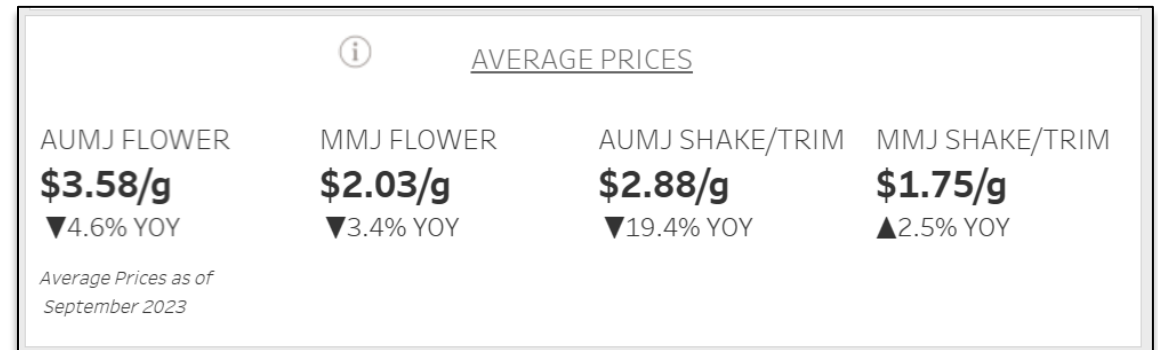 AVERAGE PRICES
AUMJ FLOWER
$3.58/g
▼4.6% YOY
MMJ FLOWER
$2.03/g
▼3.4% YOY
AUMJ SHAKE/TRIM
$2.88/g
▼19.4% YOY
MMJ SHAKE/TRIM
$1.75/g
▲2.5% YOY
Average Prices as of
September 2023